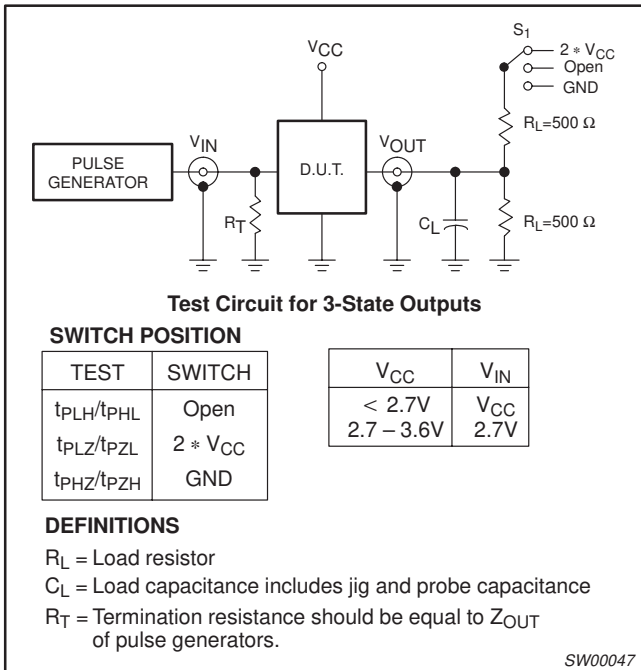 S1
2 * VCC
Open
GND
VCC
RL=500 Ω
VIN
VOUT
PULSE
GENERATOR
D.U.T.
RT
CL
RL=500 Ω
Test Circuit for 3-State Outputs
SWITCH POSITION
TEST SWITCH
tPLH/tPHL Open
tPLZ/tPZL 2 * VCC
tPHZ/tPZH GND
VCC VIN
< 2.7V VCC
2.7 – 3.6V 2.7V
DEFINITIONS
RL = Load resistor
CL = Load capacitance includes jig and probe capacitance
RT = Termination resistance should be equal to ZOUT
of pulse generators.
SW00047